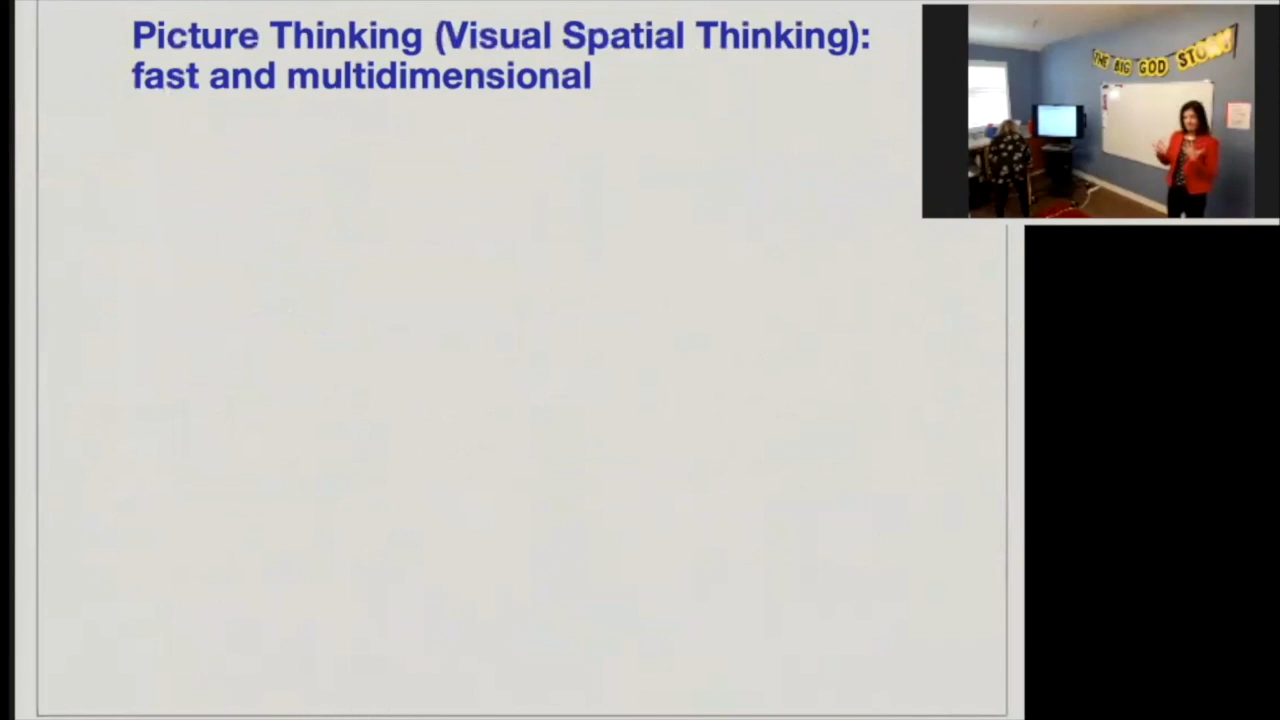 Picture Thinking (Visual Spatial Thinking):
fast and multidimensional
THE BIG GOD STORY